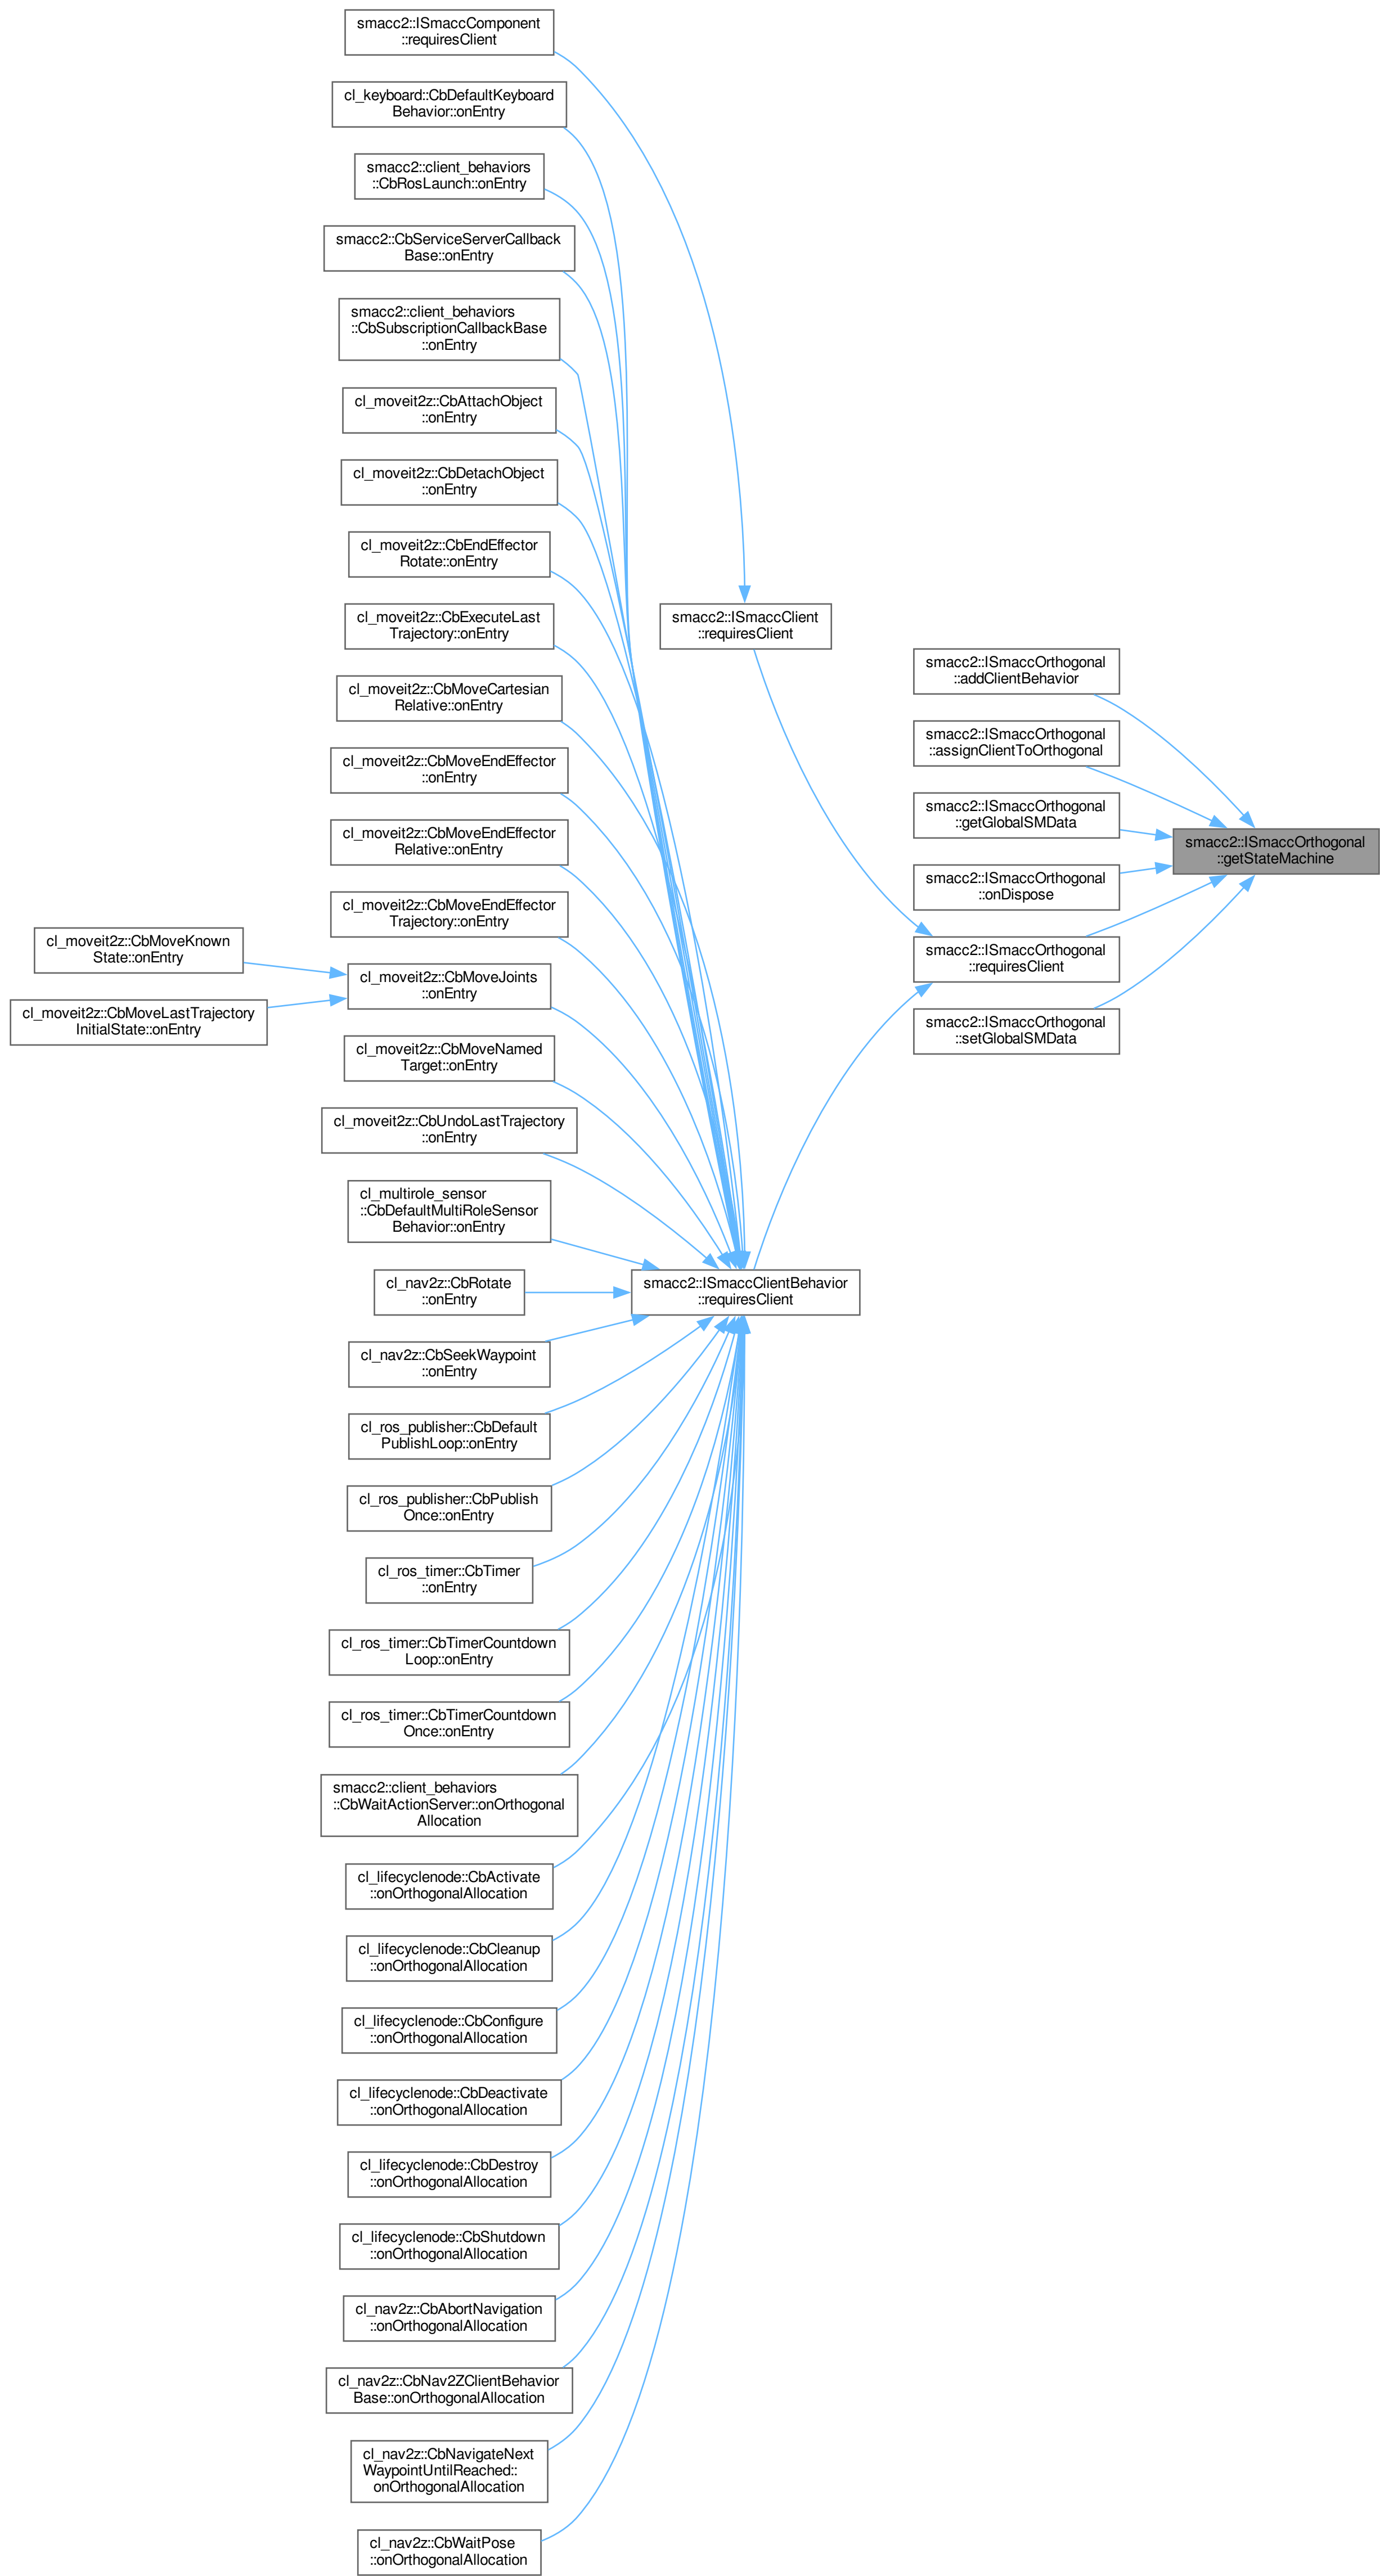 smacc2::ISmaccComponent
::requiresClient
cl_keyboard::CbDefaultKeyboard
Behavior::onEntry
smacc2::client_behaviors
::CbRosLaunch::onEntry
smacc2::CbServiceServerCallback
Base::onEntry
smacc2::client_behaviors
::CbSubscriptionCallbackBase
::onEntry
cl_moveit2z::CbAttachObject
::onEntry
cl_moveit2z::CbDetachObject
::onEntry
cl_moveit2z::CbEndEffector
Rotate::onEntry
cl_moveit2z::CbExecuteLast
Trajectory::onEntry
cl_moveit2z::CbMoveCartesian
Relative::onEntry
cl_moveit2z::CbMoveEndEffector
::onEntry
cl_moveit2z::CbMoveEndEffector
Relative::onEntry
cl_moveit2z::CbMoveEndEffector
Trajectory::onEntry
cl_moveit2z::CbMoveKnown
State::onEntry
cl_moveit2z::CbMoveLastTrajectory
InitialState::onEntry
cl_moveit2z::CbMoveJoints
::onEntry
cl_moveit2z::CbMoveNamed
Target::onEntry
cl_moveit2z::CbUndoLastTrajectory
::onEntry
cl_multirole_sensor
::CbDefaultMultiRoleSensor
Behavior::onEntry
cl_nav2z::CbRotate
::onEntry
cl_nav2z::CbSeekWaypoint
::onEntry
cl_ros_publisher::CbDefault
PublishLoop::onEntry
cl_ros_publisher::CbPublish
Once::onEntry
cl_ros_timer::CbTimer
::onEntry
cl_ros_timer::CbTimerCountdown
Loop::onEntry
cl_ros_timer::CbTimerCountdown
Once::onEntry
smacc2::client_behaviors
::CbWaitActionServer::onOrthogonal
Allocation
cl_lifecyclenode::CbActivate
::onOrthogonalAllocation
cl_lifecyclenode::CbCleanup
::onOrthogonalAllocation
cl_lifecyclenode::CbConfigure
::onOrthogonalAllocation
cl_lifecyclenode::CbDeactivate
::onOrthogonalAllocation
cl_lifecyclenode::CbDestroy
::onOrthogonalAllocation
cl_lifecyclenode::CbShutdown
::onOrthogonalAllocation
cl_nav2z::CbAbortNavigation
::onOrthogonalAllocation
cl_nav2z::CbNav2ZClientBehavior
Base::onOrthogonalAllocation
cl_nav2z::CbNavigateNext
WaypointUntilReached::
onOrthogonalAllocation
cl_nav2z::CbWaitPose
::onOrthogonalAllocation
smacc2::ISmaccClient
::requiresClient
smacc2::ISmaccClientBehavior
::requiresClient
smacc2::ISmaccOrthogonal
::addClientBehavior
smacc2::ISmaccOrthogonal
::assignClientToOrthogonal
smacc2::ISmaccOrthogonal
::getGlobalSMData
smacc2::ISmaccOrthogonal
::onDispose
smacc2::ISmaccOrthogonal
::requiresClient
smacc2::ISmaccOrthogonal
::setGlobalSMData
smacc2::ISmaccOrthogonal
::getStateMachine